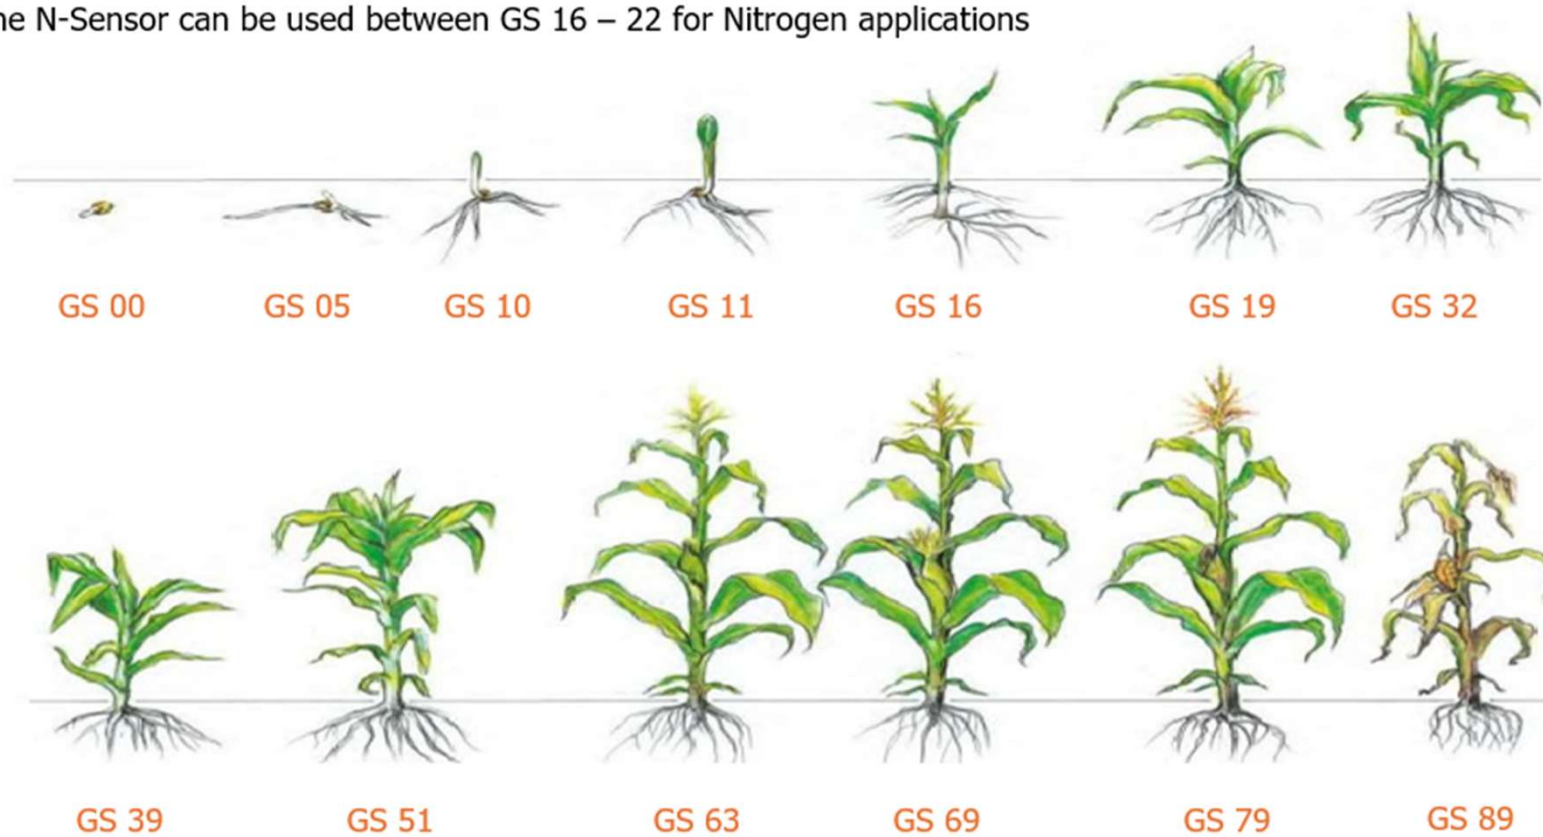 he N-Sensor can be used between GS 16 – 22 for Nitrogen applications
GS 00 GS 05 GS 10 GS 11 GS 16 GS 19 GS 32
GS 39 GS 51 GS 63 GS 69 GS 79 GS 89